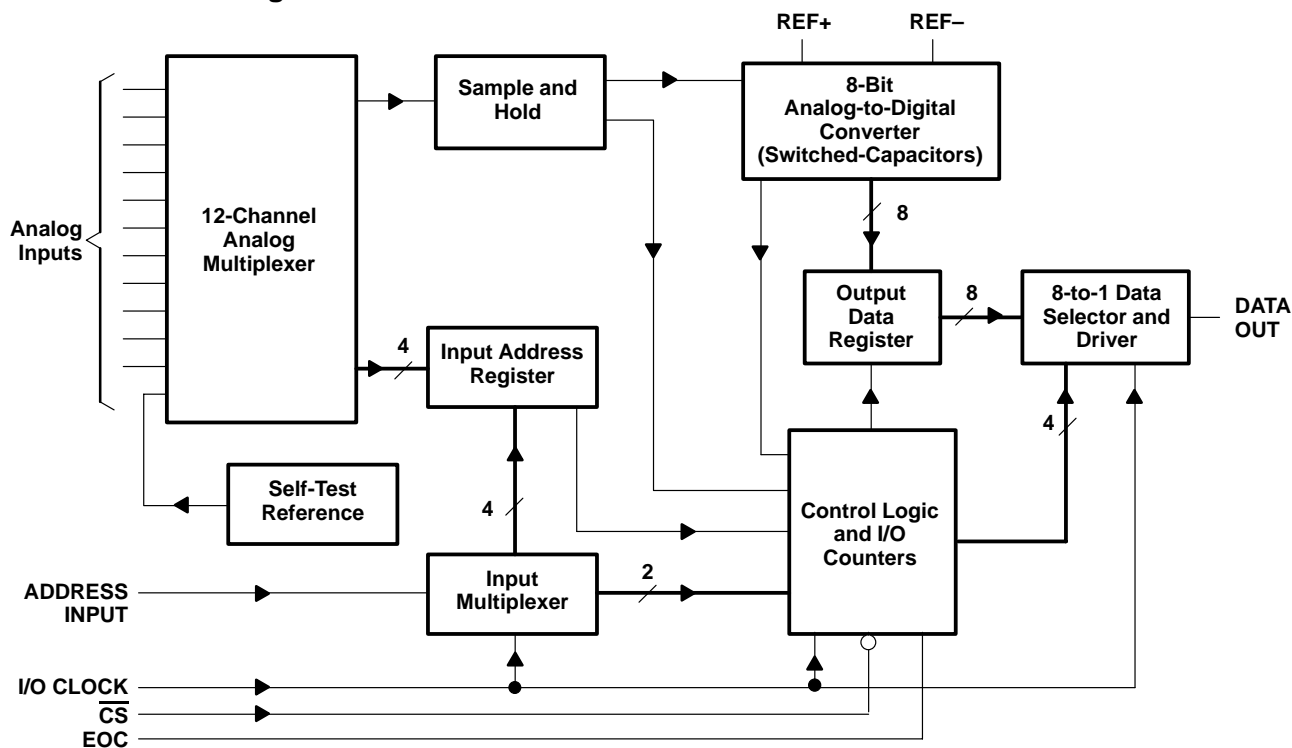 REF+
REF–
Sample and
Hold
8-Bit
Analog-to-Digital
Converter
(Switched-Capacitors)
12-Channel
Analog
Multiplexer
Analog
Inputs
8
Output
Data
Register
8
8-to-1 Data
Selector and
Driver
DATA
OUT
4
Input Address
Register
4
Self-Test
Reference
4
Control Logic
and I/O
Counters
ADDRESS
INPUT
Input
Multiplexer
2
I/O CLOCK
CS
EOC